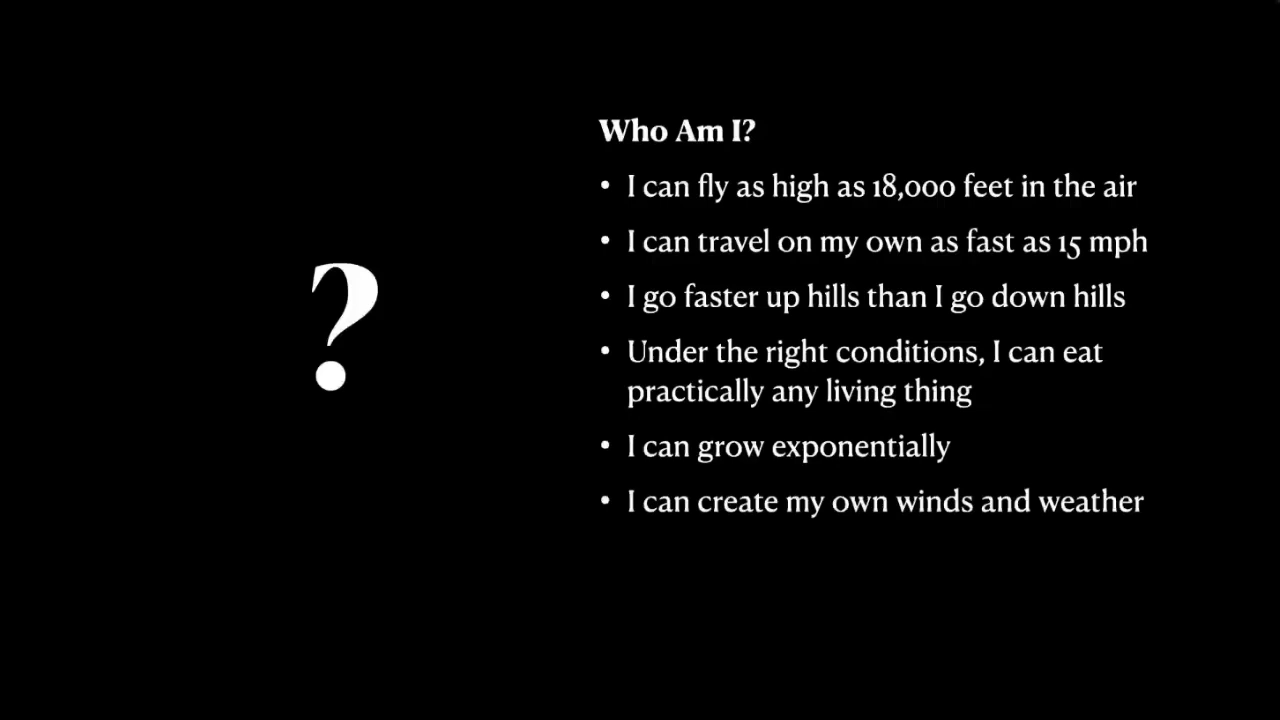 Who Am I?
• I can fly as high as 18,000 feet in the air
• I can travel on my own as fast as 15 mph
• I go faster up hills than I go down hills
• Under the right conditions, I can eat
practically any living thing
• I can grow exponentially
• I can create my own winds and weather
?